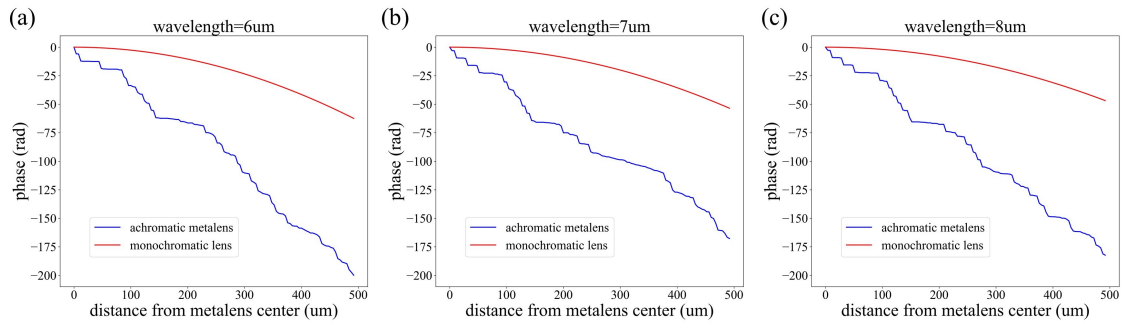 (a)
wavelength=6um
0
−25
−50
−75
−100
−125
−150
−175
−200
phase (rad)
achromatic metalens
monochromatic lens
0 100 200 300 400 500
distance from metalens center (um)
(b)
wavelength=7um
0
−25
−50
−75
−100
−125
−150
−175
−200
phase (rad)
achromatic metalens
monochromatic lens
0 100 200 300 400 500
distance from metalens center (um)
(c)
wavelength=8um
0
−25
−50
−75
−100
−125
−150
−175
−200
phase (rad)
achromatic metalens
monochromatic lens
0 100 200 300 400 500
distance from metalens center (um)